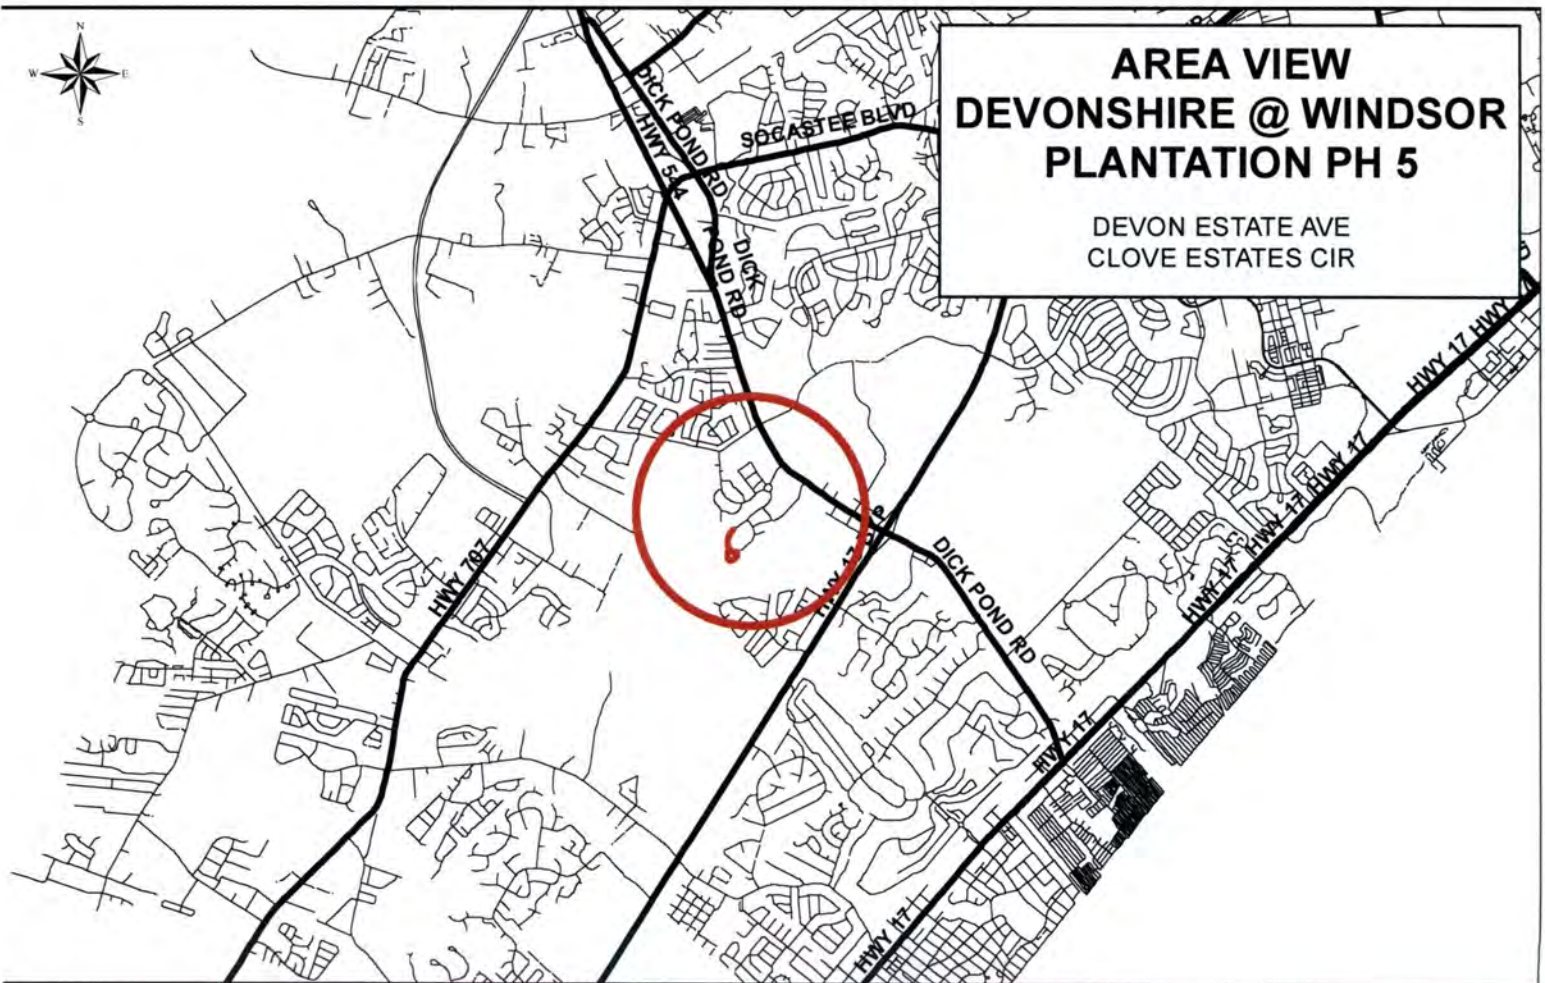 N
W E
S
AREA VIEW
DEVONSHIRE @ WINDSOR
PLANTATION PH 5
DEVON ESTATE AVE
CLOVE ESTATES CIR
DICK POND RD
HWY 544
SOCASTEE BLVD
DICK
POND RD
HWY 17 HWY
HWY 17
HWY 17
HWY 17
HWY 707
HWY 17
DICK POND RD
HWY 17
HWY 17